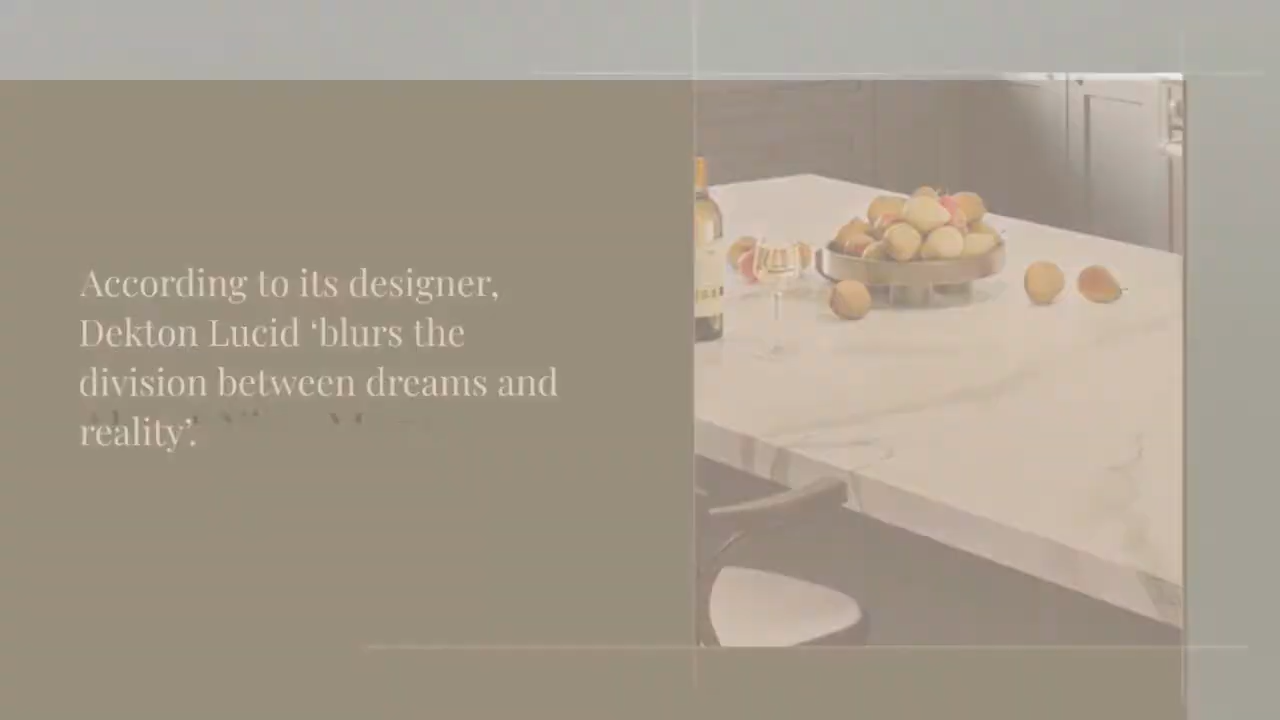 According to its designer,
Dekton Lucid ‘blurs the
division between dreams and
reality’.